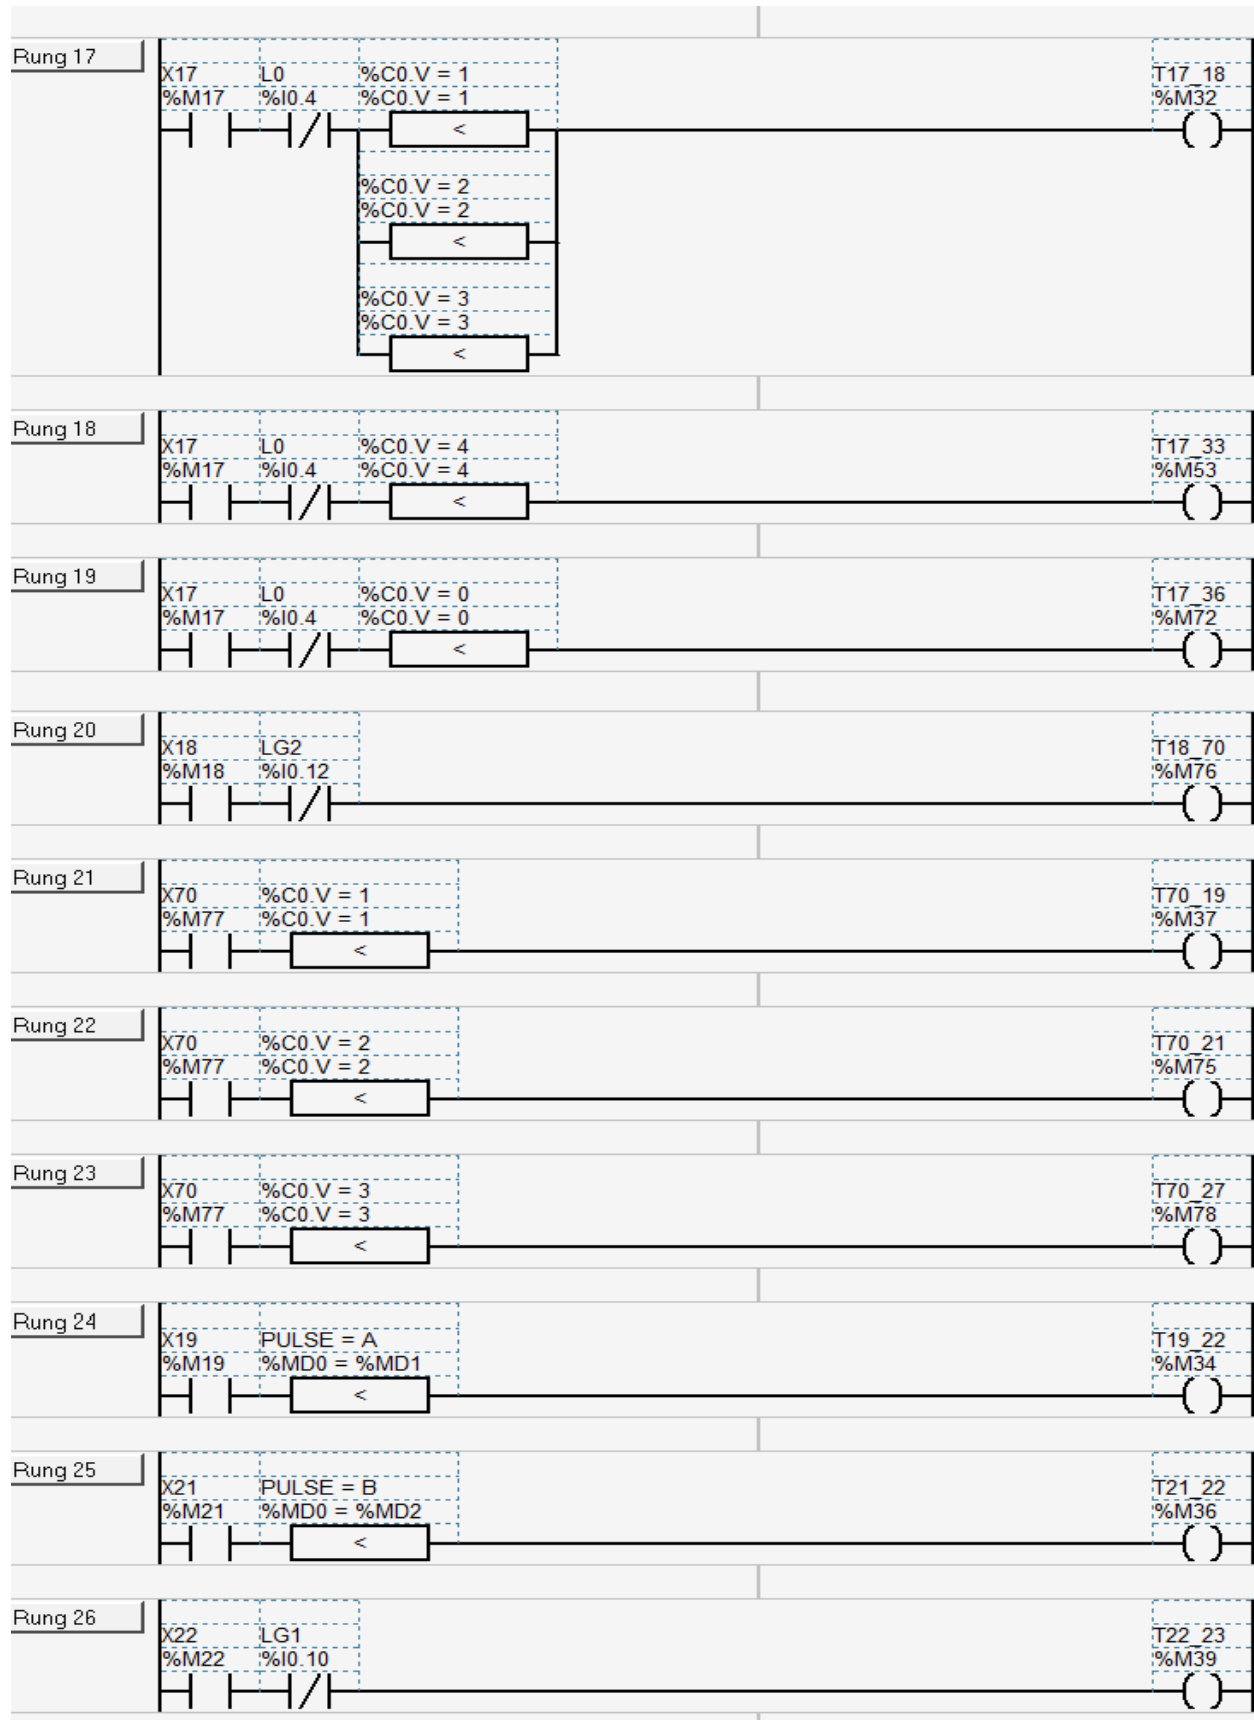 Rung 17
X17 L0 %C0.V = 1 T17_18
%M17 %I0.4 %C0.V = 1 %M32
<
%C0.V = 2
%C0.V = 2
<
%C0.V = 3
%C0.V = 3
<
Rung 18
X17 L0 %C0.V = 4 T17_33
%M17 %I0.4 %C0.V = 4 %M53
<
Rung 19
X17 L0 %C0.V = 0 T17_36
%M17 %I0.4 %C0.V = 0 %M72
<
Rung 20
X18 LG2 T18_70
%M18 %I0.12 %M76
Rung 21
X70 %C0.V = 1 T70_19
%M77 %C0.V = 1 %M37
<
Rung 22
X70 %C0.V = 2 T70_21
%M77 %C0.V = 2 %M75
<
Rung 23
X70 %C0.V = 3 T70_27
%M77 %C0.V = 3 %M78
<
Rung 24
X19 PULSE = A T19_22
%M19 %MD0 = %MD1 %M34
<
Rung 25
X21 PULSE = B T21_22
%M21 %MD0 = %MD2 %M36
<
Rung 26
X22 LG1 T22_23
%M22 %I0.10 %M39